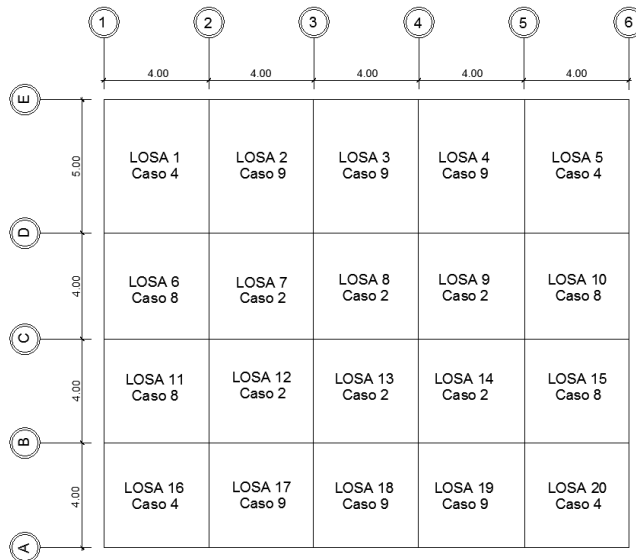 1 2 3 4 5 6
4.00 4.00 4.00 4.00 4.00
E
5.00
LOSA 1 LOSA 2 LOSA 3 LOSA 4 LOSA 5
Caso 4 Caso 9 Caso 9 Caso 9 Caso 4
D
4.00
LOSA 6 LOSA 7 LOSA 8 LOSA 9 LOSA 10
Caso 8 Caso 2 Caso 2 Caso 2 Caso 8
C
4.00
LOSA 11 LOSA 12 LOSA 13 LOSA 14 LOSA 15
Caso 8 Caso 2 Caso 2 Caso 2 Caso 8
B
4.00
LOSA 16 LOSA 17 LOSA 18 LOSA 19 LOSA 20
Caso 4 Caso 9 Caso 9 Caso 9 Caso 4
A